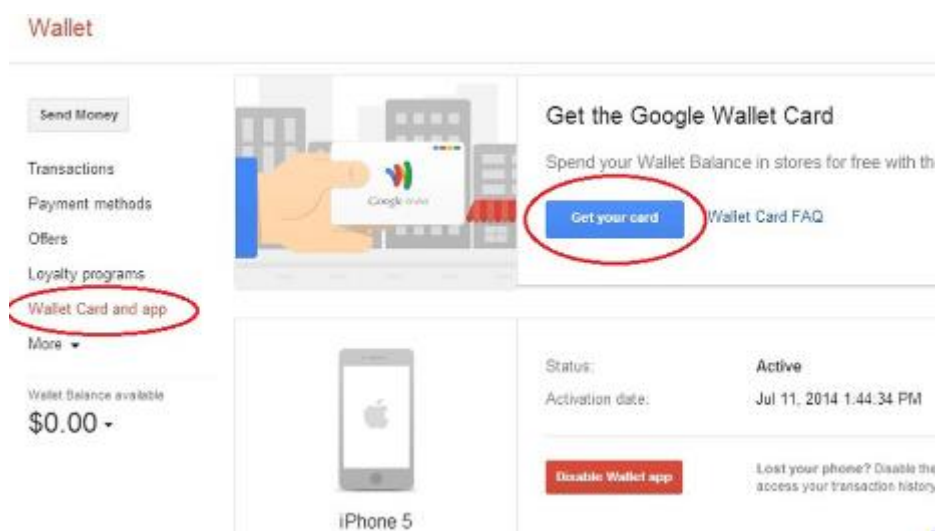 Wallet
Send Money
Transactions
Payment methods
Offers
Loyalty programs
Wallet Card and app
More
Wallet Balance available
$0.00
Google
Get the Google Wallet Card
Spend your Wallet Balance in stores for free with th
Get your card
Wallet Card FAQ
iPhone 5
Status: Active
Activation date: Jul 11, 2014 1:44:34 PM
Disable Wallet app
Lost your phone? Disable the
access your transaction history